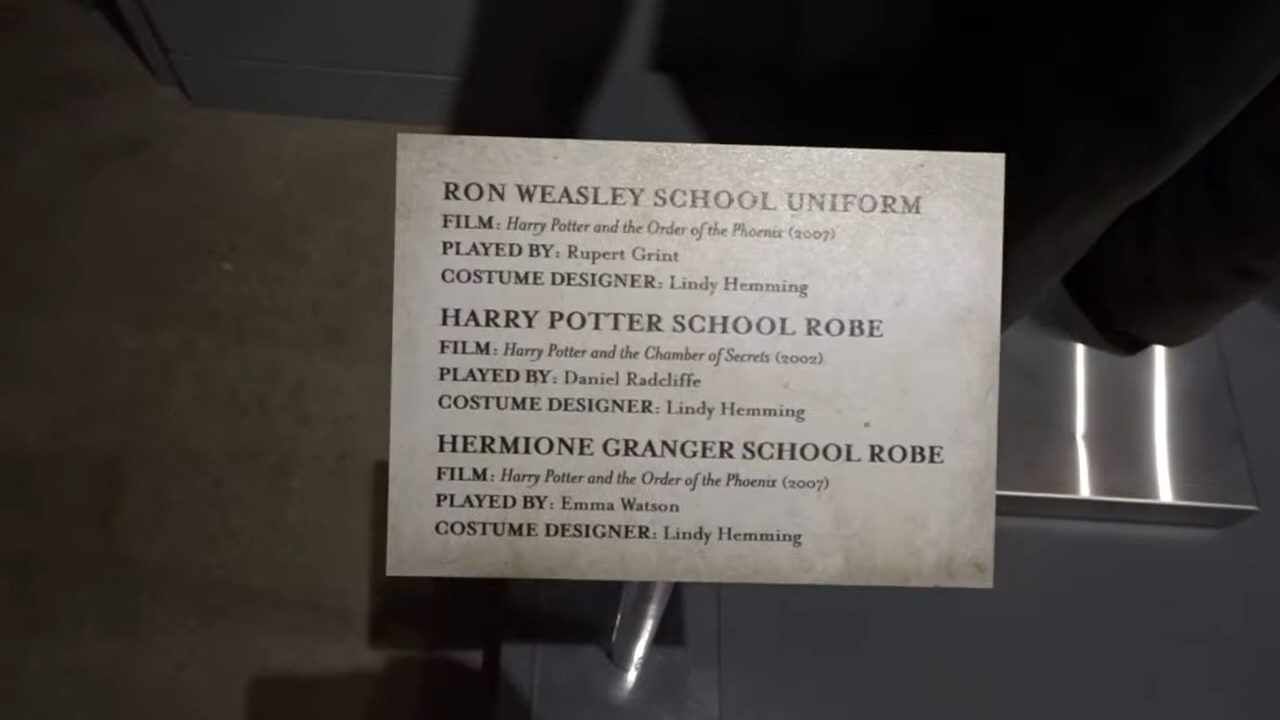 RON WEASLEY SCHOOL UNIFORM
FILM: Harry Potter and the Order of the Phoenix (2007)
PLAYED BY: Rupert Grint
COSTUME DESIGNER: Lindy Hemming
HARRY POTTER SCHOOL ROBE
FILM: Harry Potter and the Chamber of Secrets (2002)
PLAYED BY: Daniel Radcliffe
COSTUME DESIGNER: Lindy Hemming
HERMIONE GRANGER SCHOOL ROBE
FILM: Harry Potter and the Order of the Phoenix (2007)
PLAYED BY: Emma Watson
COSTUME DESIGNER: Lindy Hemming